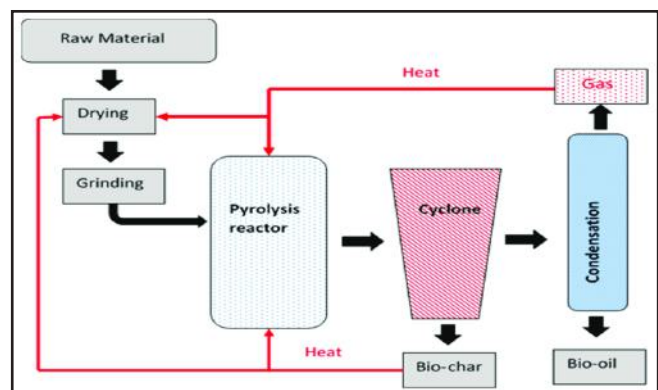 Raw Material
Heat
Gas
Drying
Grinding
Pyrolysis
reactor
Cyclone
Condensation
Heat
Bio-char
Bio-oil